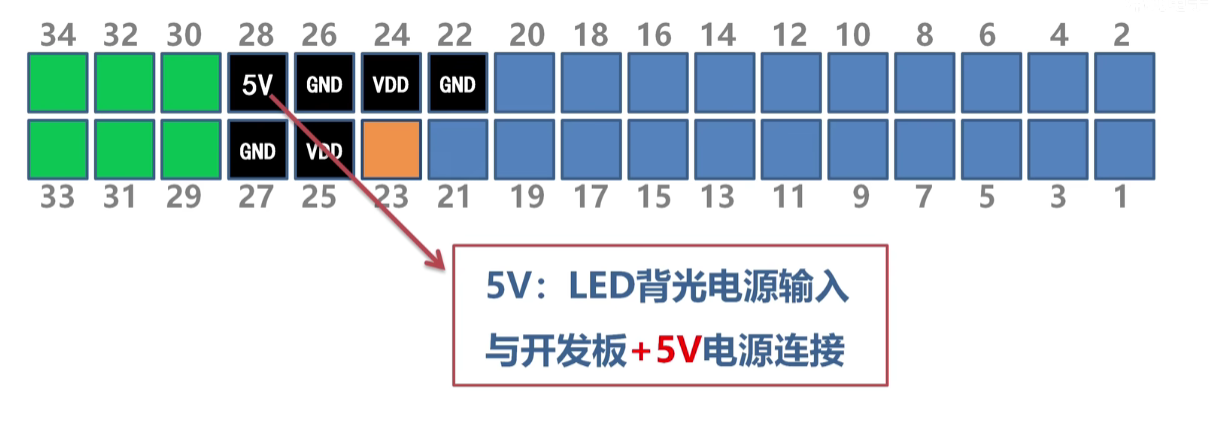 34 32 30 28 26 24 22 20 18 16 14 12 10 8 6 4 2
5V GND VDD GND
GND VDD
33 31 29 27 25 23 21 19 17 15 13 11 9 7 5 3 1
5V：LED背光电源输入
与开发板+5V电源连接